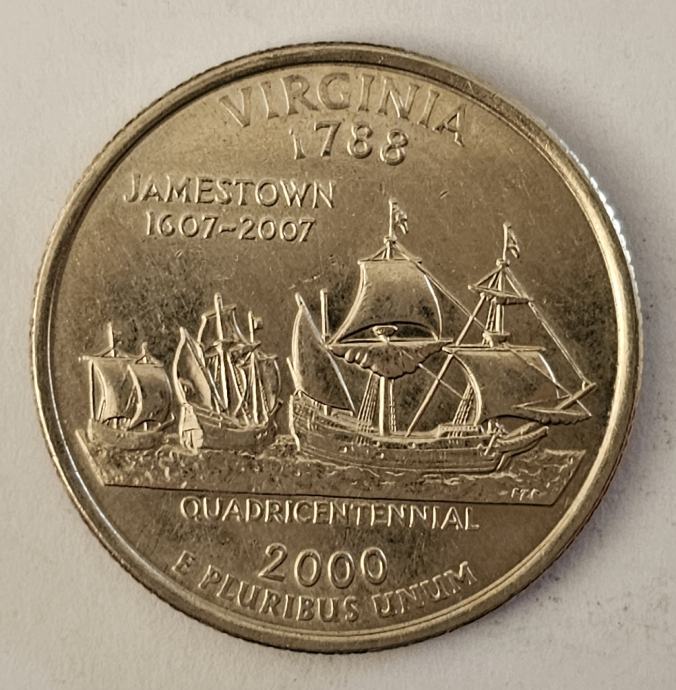 VIRGINIA
1788
JAMESTOWN
1607-2007
QUADRICENTENNIAL
2000
E PLURIBUS UNUM